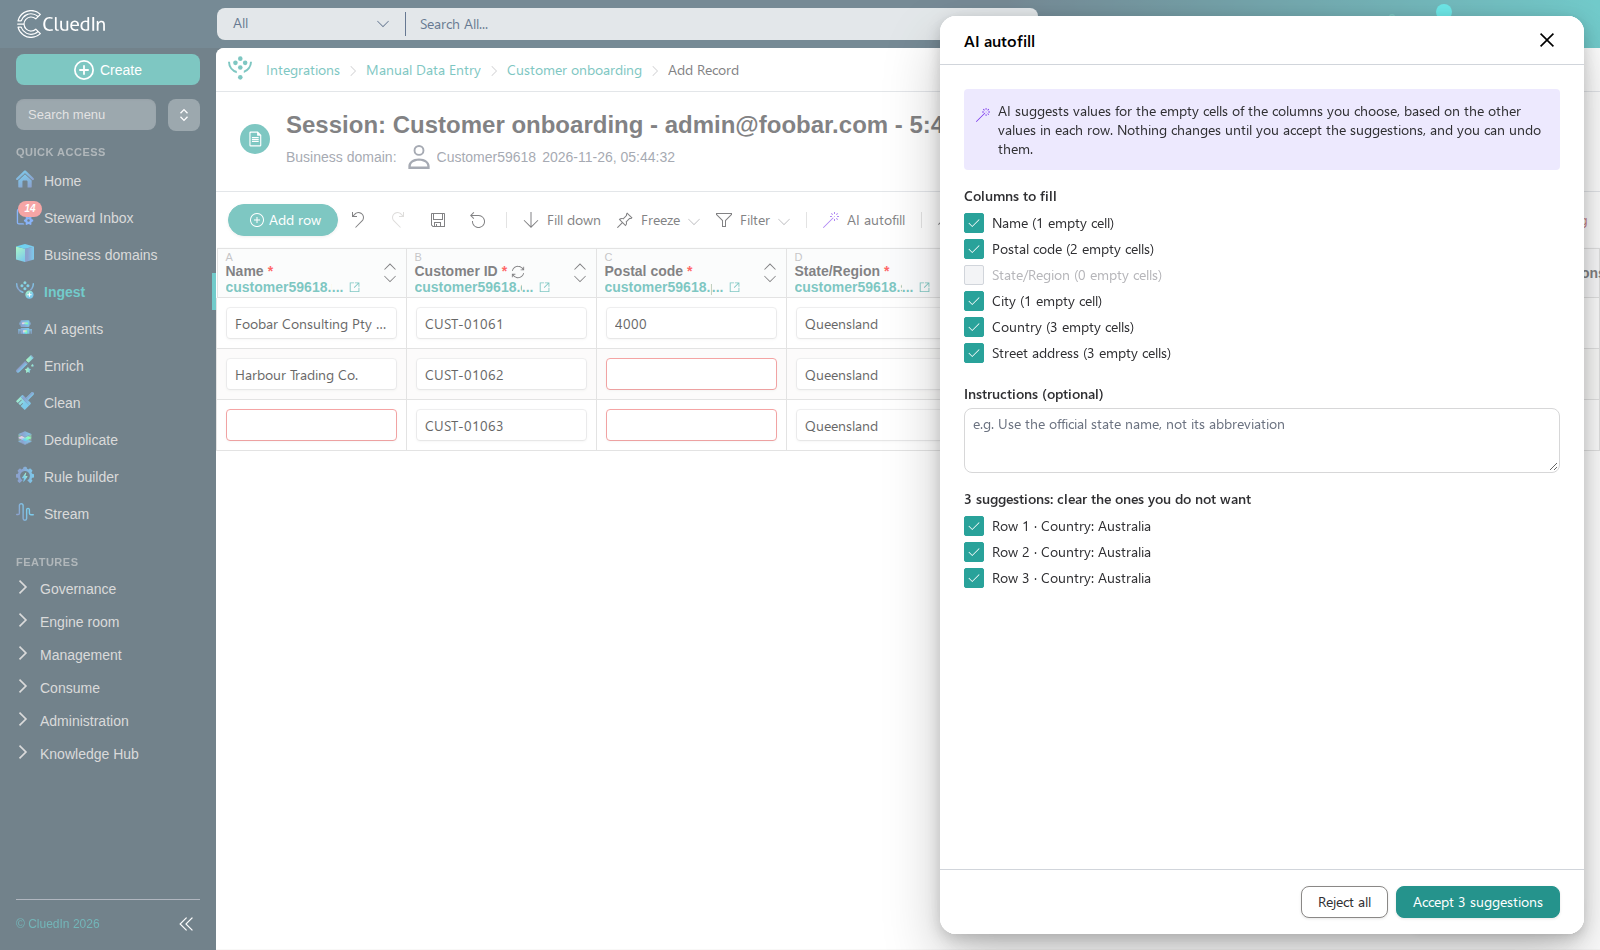 CluedIn
All
Search All...
Create
Search menu
QUICK ACCESS
Home
14
Steward Inbox
Business domains
Ingest
AI agents
Enrich
Clean
Deduplicate
Rule builder
Stream
FEATURES
Governance
Engine room
Management
Consume
Administration
Knowledge Hub
© CluedIn 2026
Integrations
Manual Data Entry
Customer onboarding
Add Record
Session: Customer onboarding - admin@foobar.com - 5:4
Business domain:
Customer59618
2026-11-26, 05:44:32
Add row
Fill down
Freeze
Filter
AI autofill
A
Name *
customer59618....
B
Customer ID *
customer59618....
C
Postal code *
customer59618....
D
State/Region *
customer59618....
Foobar Consulting Pty ...
CUST-01061
4000
Queensland
Harbour Trading Co.
CUST-01062
Queensland
CUST-01063
Queensland
AI autofill
AI suggests values for the empty cells of the columns you choose, based on the other
values in each row. Nothing changes until you accept the suggestions, and you can undo
them.
Columns to fill
Name (1 empty cell)
Postal code (2 empty cells)
State/Region (0 empty cells)
City (1 empty cell)
Country (3 empty cells)
Street address (3 empty cells)
Instructions (optional)
e.g. Use the official state name, not its abbreviation
3 suggestions: clear the ones you do not want
Row 1 · Country: Australia
Row 2 · Country: Australia
Row 3 · Country: Australia
Reject all
Accept 3 suggestions